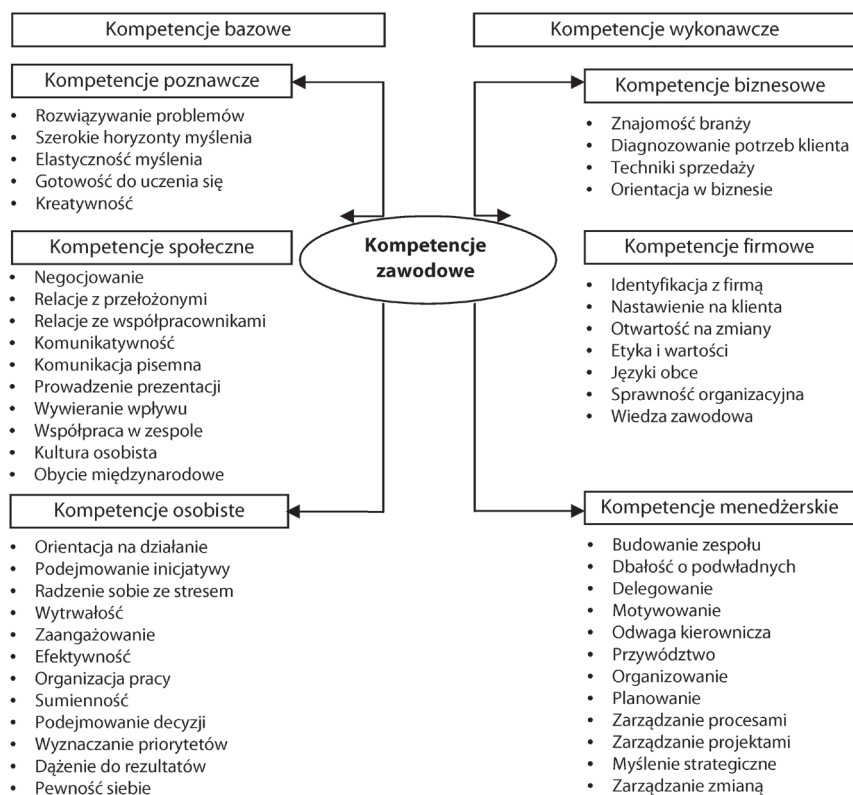 Kompetencje bazowe
Kompetencje wykonawcze
Kompetencje poznawcze
• Rozwiązywanie problemów
• Szerokie horyzonty myślenia
• Elastyczność myślenia
• Gotowość do uczenia się
• Kreatywność
Kompetencje biznesowe
• Znajomość branży
• Diagnozowanie potrzeb klienta
• Techniki sprzedaży
• Orientacja w biznesie
Kompetencje
zawodowe
Kompetencje społeczne
• Negocjowanie
• Relacje z przełożonymi
• Relacje ze współpracownikami
• Komunikatywność
• Komunikacja pisemna
• Prowadzenie prezentacji
• Wywieranie wpływu
• Współpraca w zespole
• Kultura osobista
• Obycie międzynarodowe
Kompetencje firmowe
• Identyfikacja z firmą
• Nastawienie na klienta
• Otwartość na zmiany
• Etyka i wartości
• Języki obce
• Sprawność organizacyjna
• Wiedza zawodowa
Kompetencje osobiste
• Orientacja na działanie
• Podejmowanie inicjatywy
• Radzenie sobie ze stresem
• Wytrwałość
• Zaangażowanie
• Efektywność
• Organizacja pracy
• Sumienność
• Podejmowanie decyzji
• Wyznaczanie priorytetów
• Dążenie do rezultatów
• Pewność siebie
Kompetencje menedżerskie
• Budowanie zespołu
• Dbałość o podwładnych
• Delegowanie
• Motywowanie
• Odwaga kierownicza
• Przywództwo
• Organizowanie
• Planowanie
• Zarządzanie procesami
• Zarządzanie projektami
• Myślenie strategiczne
• Zarządzanie zmianą